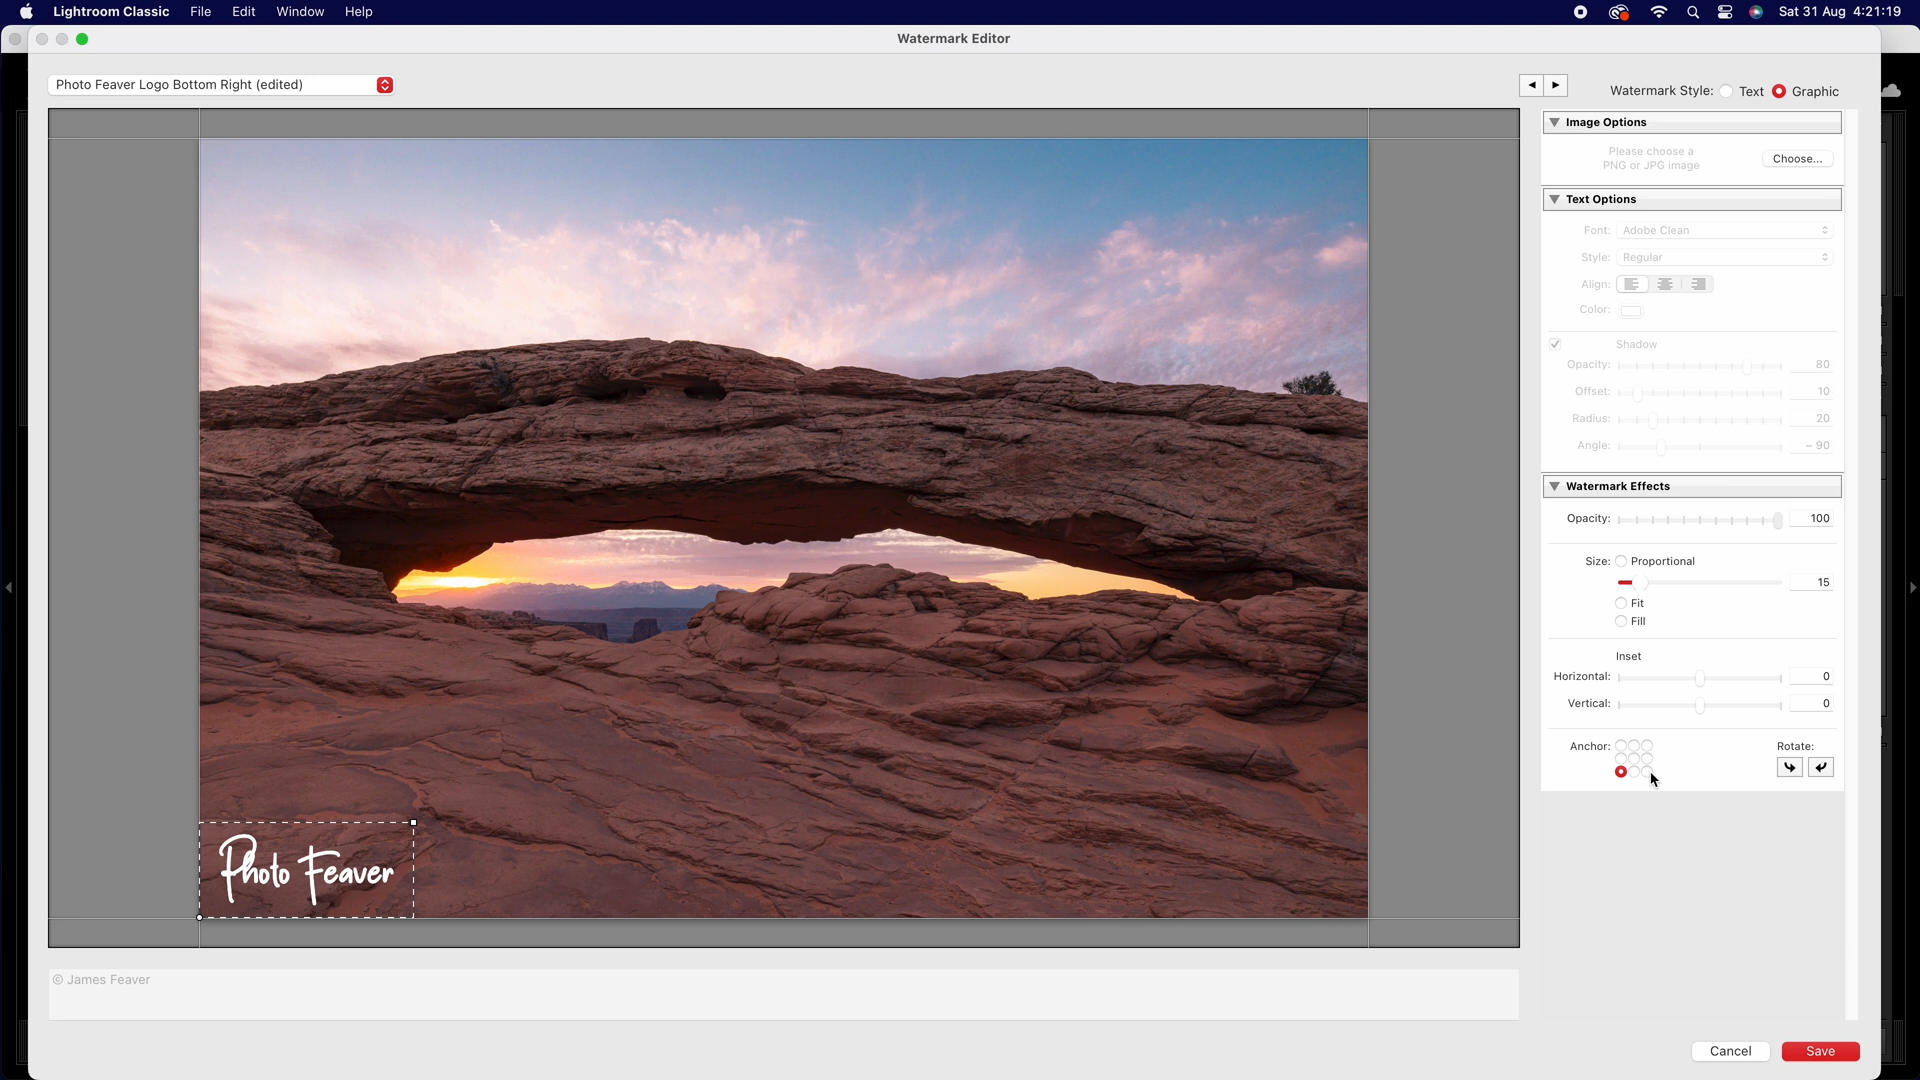 Lightroom Classic File Edit Window Help Sat 31 Aug 4:21:19
Watermark Editor
Photo Feaver Logo Bottom Right (edited)
Watermark Style: Text Graphic
Image Options
Please choose a
PNG or JPG image
Choose...
Text Options
Font: Adobe Clean
Style: Regular
Align:
Color:
Shadow
Opacity: 80
Offset: 10
Radius: 20
Angle: - 90
Watermark Effects
Opacity: 100
Size: Proportional
15
Fit
Fill
Inset
Horizontal: 0
Vertical: 0
Anchor: Rotate:
Photo Feaver
© James Feaver
Cancel Save